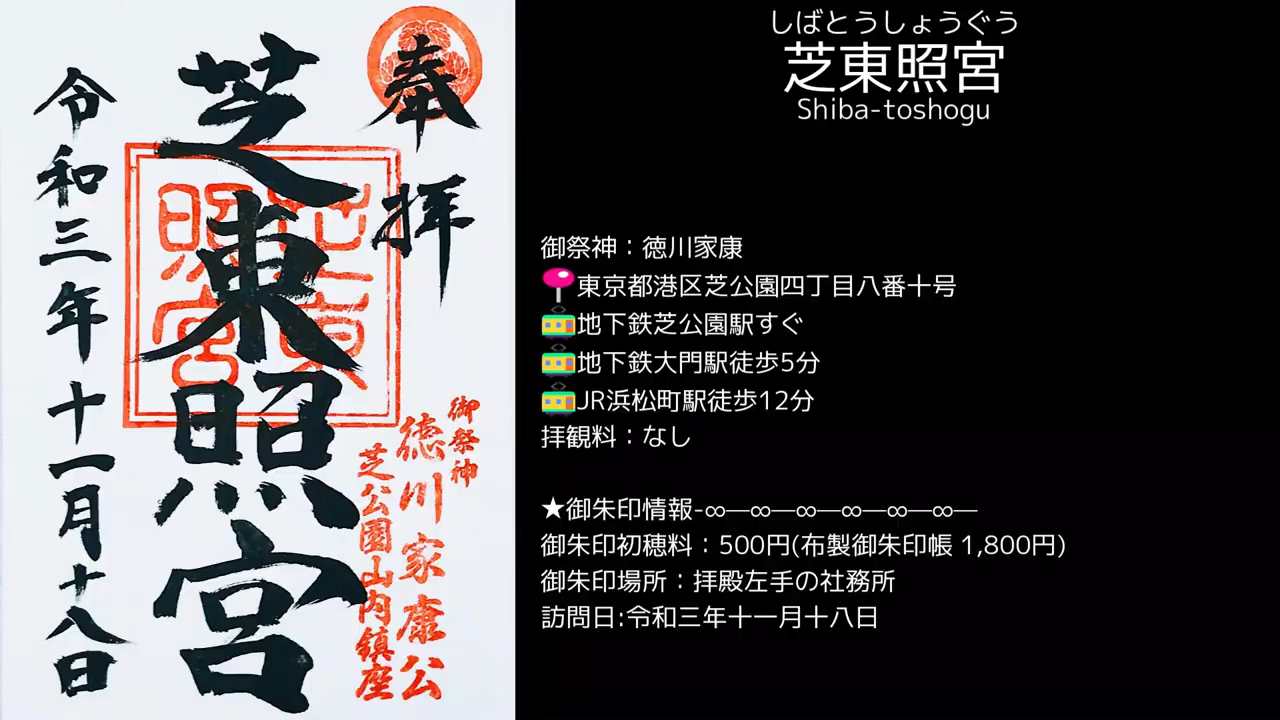 奉拝
芝東照宮
令和三年十一月十八日
芝東照宮
御祭神
徳川家康公
芝公園山内鎮座
しばとうしょうぐう
芝東照宮
Shiba-toshogu
御祭神：徳川家康
東京都港区芝公園四丁目八番十号
地下鉄芝公園駅すぐ
地下鉄大門駅徒歩5分
JR浜松町駅徒歩12分
拝観料：なし
★御朱印情報-∞—∞—∞—∞—∞—∞—
御朱印初穂料：500円(布製御朱印帳 1,800円)
御朱印場所：拝殿左手の社務所
訪問日:令和三年十一月十八日